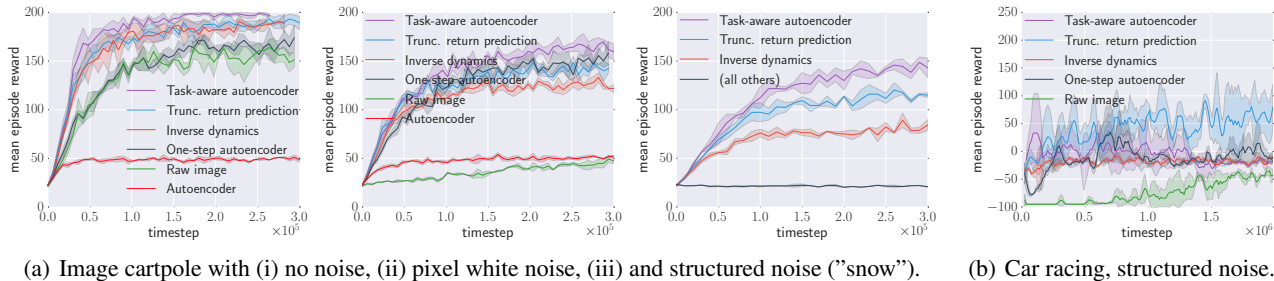 200
150
100
50
0
mean episode reward
Task-aware autoencoder
Trunc. return prediction
Inverse dynamics
One-step autoencoder
Raw image
Autoencoder
0.0 0.5 1.0 1.5 2.0 2.5 3.0
timestep ×10⁵
200
150
100
50
0
mean episode reward
Task-aware autoencoder
Trunc. return prediction
Inverse dynamics
One-step autoencoder
Raw image
Autoencoder
0.0 0.5 1.0 1.5 2.0 2.5 3.0
timestep ×10⁵
200
150
100
50
0
mean episode reward
Task-aware autoencoder
Trunc. return prediction
Inverse dynamics
(all others)
0.0 0.5 1.0 1.5 2.0 2.5 3.0
timestep ×10⁵
250
200
150
100
50
0
−50
−100
mean episode reward
Task-aware autoencoder
Trunc. return prediction
Inverse dynamics
One-step autoencoder
Raw image
0.0 0.5 1.0 1.5
timestep ×10⁶
(a) Image cartpole with (i) no noise, (ii) pixel white noise, (iii) and structured noise (”snow”).
(b) Car racing, structured noise.